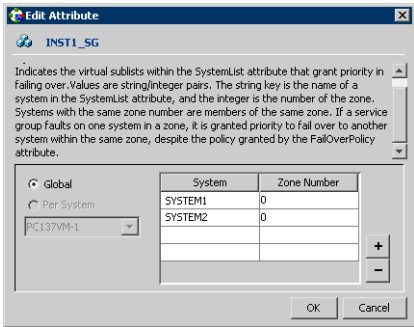 Edit Attribute
INST1_SG
Indicates the virtual sublists within the SystemList attribute that grant priority in
failing over.Values are string/integer pairs. The string key is the name of a
system in the SystemList attribute, and the integer is the number of the zone.
Systems with the same zone number are members of the same zone. If a service
group faults on one system in a zone, it is granted priority to fail over to another
system within the same zone, despite the policy granted by the FailOverPolicy
attribute.
Global
Per System
PC137VM-1
System Zone Number
SYSTEM1 0
SYSTEM2 0
+
-
OK Cancel